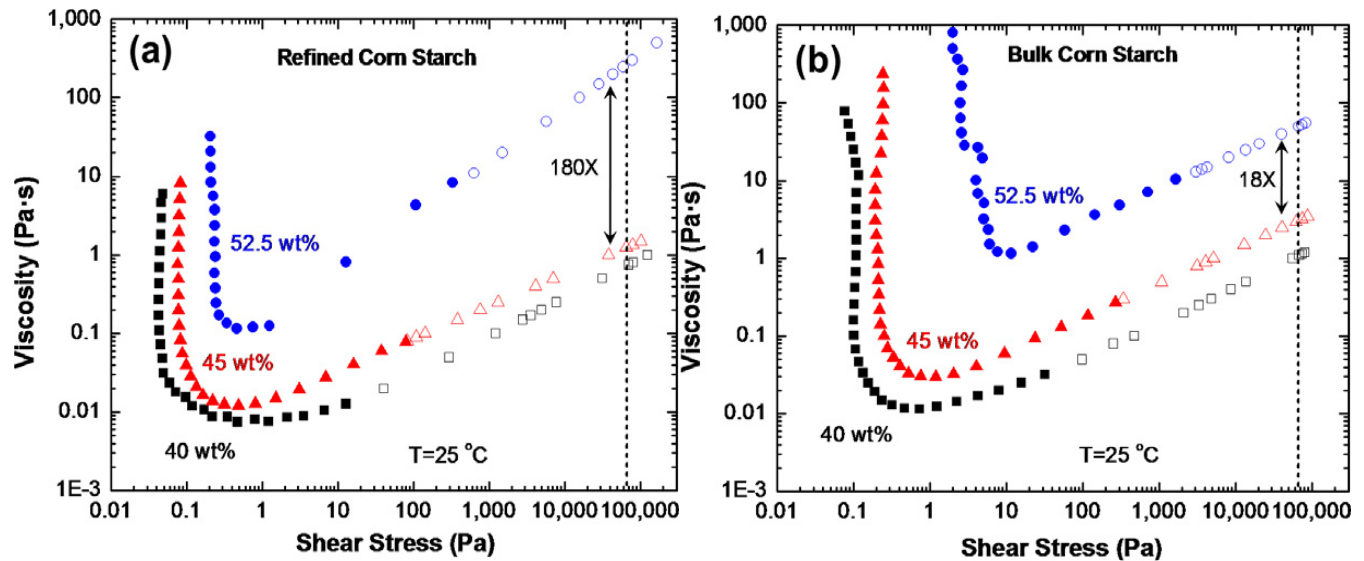 (a)
Refined Corn Starch
1,000
100
10
1
0.1
0.01
1E-3
Viscosity (Pa·s)
180X
52.5 wt%
45 wt%
40 wt%
T=25 °C
0.01 0.1 1 10 100 1,000 10,000 100,000
Shear Stress (Pa)
(b)
Bulk Corn Starch
1,000
100
10
1
0.1
0.01
1E-3
Viscosity (Pa·s)
18X
52.5 wt%
45 wt%
40 wt%
T=25 °C
0.01 0.1 1 10 100 1,000 10,000 100,000
Shear Stress (Pa)